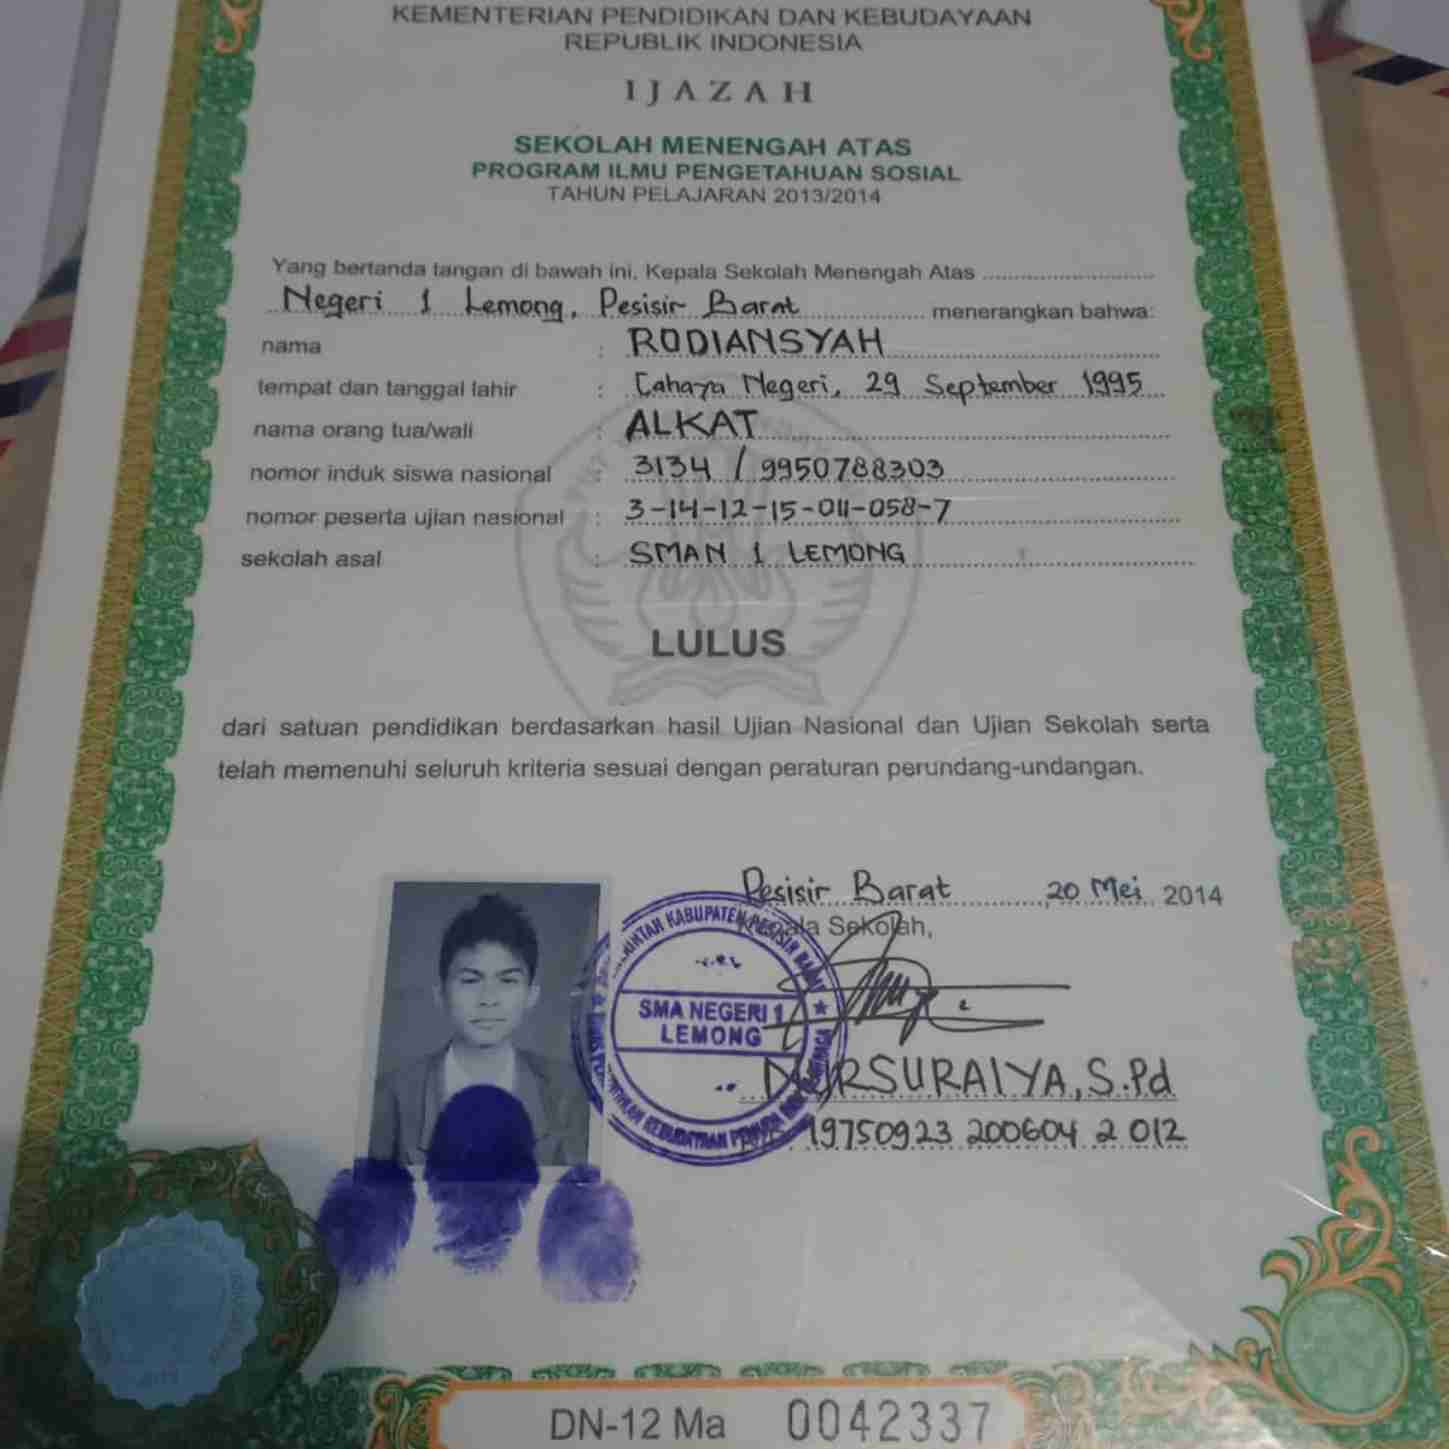 KEMENTERIAN PENDIDIKAN DAN KEBUDAYAAN
REPUBLIK INDONESIA
IJAZAH
SEKOLAH MENENGAH ATAS
PROGRAM ILMU PENGETAHUAN SOSIAL
TAHUN PELAJARAN 2013/2014
Yang bertanda tangan di bawah ini, Kepala Sekolah Menengah Atas
Negeri 1 Lemong, Pesisir Barat menerangkan bahwa:
nama : RODIANSYAH
tempat dan tanggal lahir : Cahaya Negeri, 29 September 1995
nama orang tua/wali : ALKAT
nomor induk siswa nasional : 3134 / 9950788303
nomor peserta ujian nasional : 3-14-12-15-011-058-7
sekolah asal : SMAN 1 LEMONG
LULUS
dari satuan pendidikan berdasarkan hasil Ujian Nasional dan Ujian Sekolah serta
telah memenuhi seluruh kriteria sesuai dengan peraturan perundang-undangan.
Pesisir Barat, 20 Mei 2014
Kepala Sekolah,
KABUPATEN PESISIR BARAT
SMA NEGERI 1
LEMONG
NURSURAIYA, S.Pd
19750923 200604 2 012
DN-12 Ma 0042337